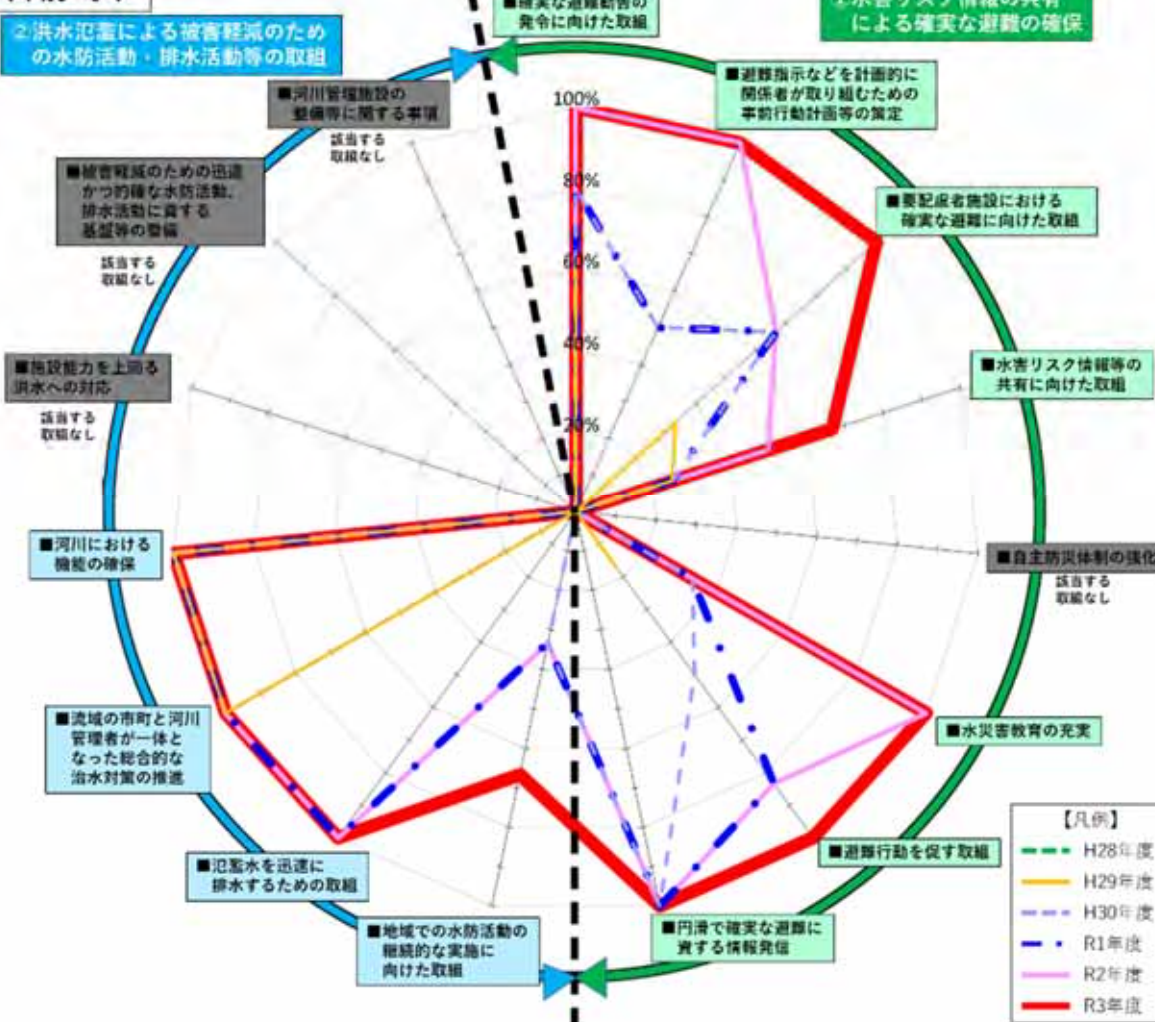 ②洪水氾濫による被害軽減のため
の水防活動・排水活動等の取組
■確実な避難勧告の
発令に向けた取組
による確実な避難の確保
■河川管理施設の
整備等に関する事項
該当する
取組なし
■避難指示などを計画的に
関係者が取り組むための
事前行動計画等の策定
■被害軽減のための迅速
かつ的確な水防活動、
排水活動に資する
基盤等の整備
該当する
取組なし
■要配慮者施設における
確実な避難に向けた取組
■施設能力を上回る
洪水への対応
該当する
取組なし
■水害リスク情報等の
共有に向けた取組
100%
80%
60%
40%
20%
■河川における
機能の確保
■自主防災体制の強化
該当する
取組なし
■流域の市町と河川
管理者が一体と
なった総合的な
治水対策の推進
■水災害教育の充実
■氾濫水を迅速に
排水するための取組
■避難行動を促す取組
■地域での水防活動の
継続的な実施に
向けた取組
■円滑で確実な避難に
資する情報発信
【凡例】
H28年度
H29年度
H30年度
R1年度
R2年度
R3年度